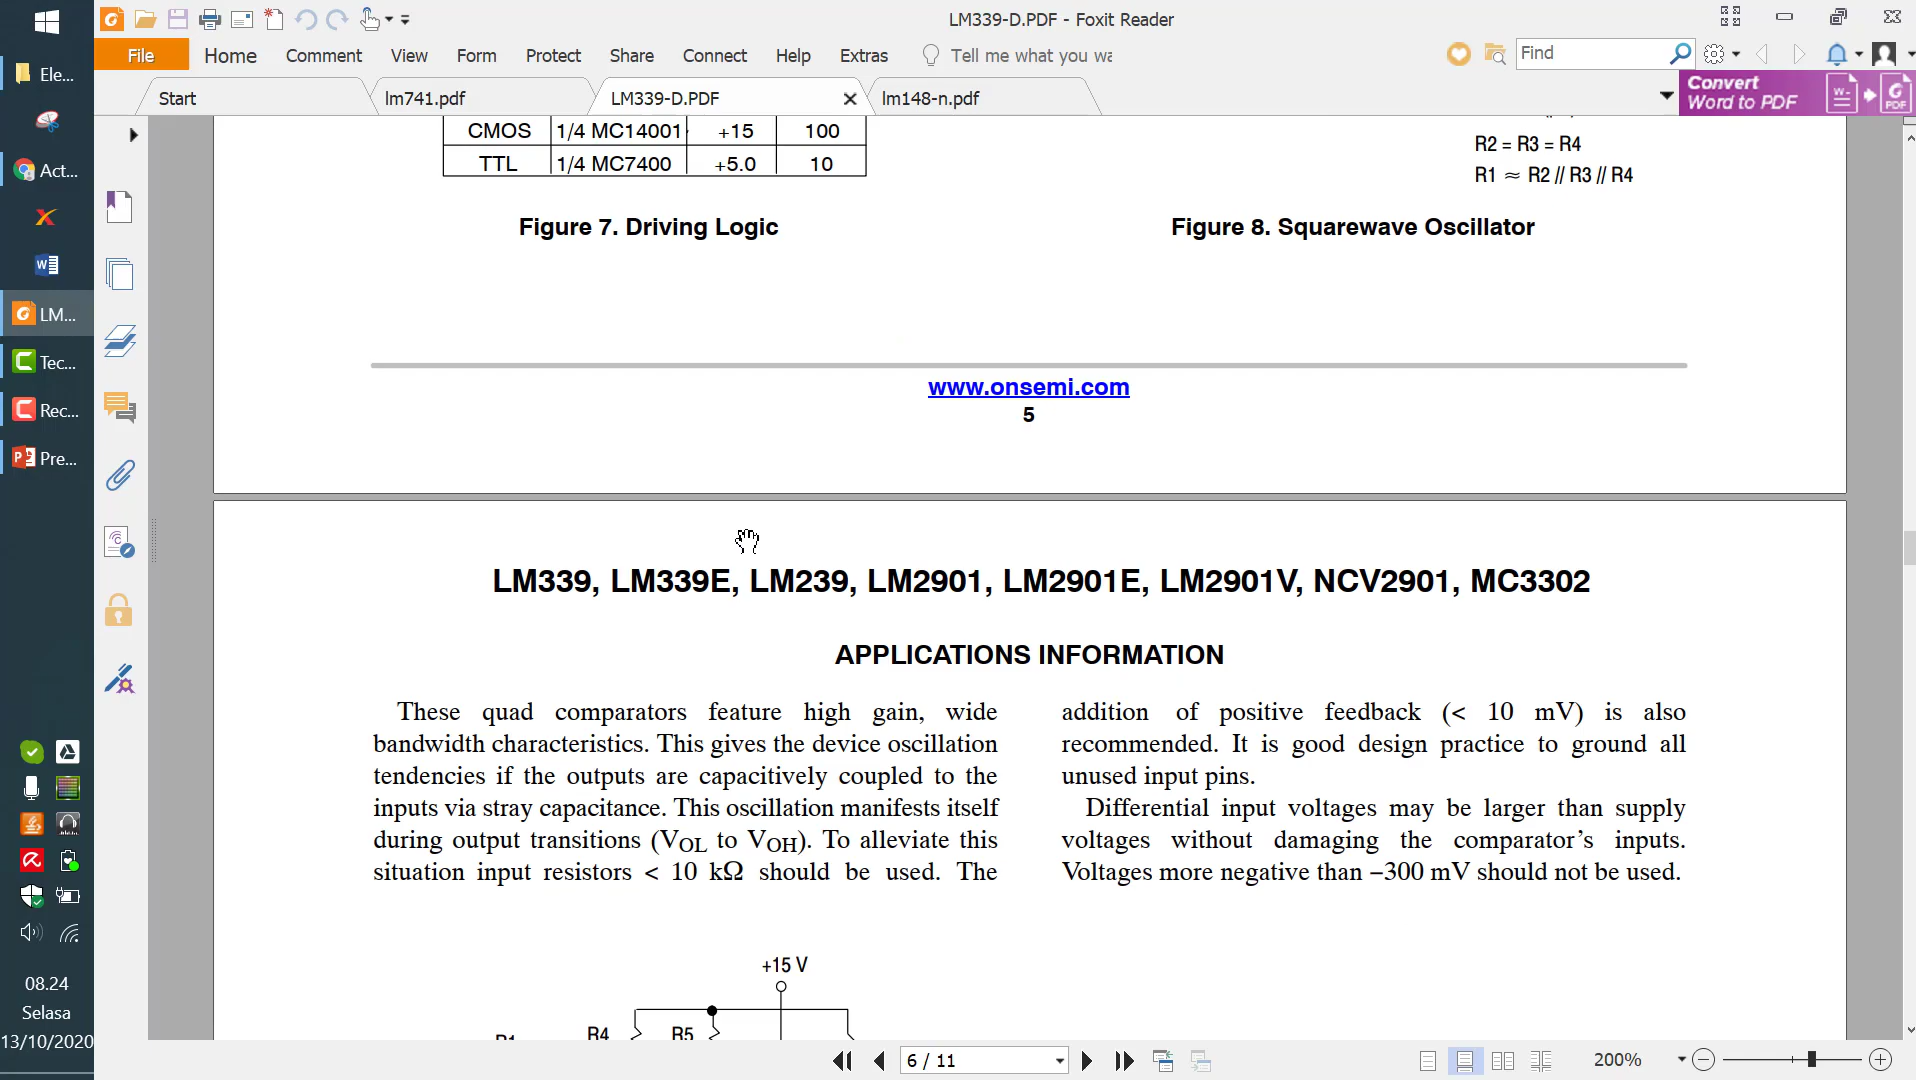 LM339-D.PDF - Foxit Reader
File Home Comment View Form Protect Share Connect Help Extras Tell me what you wa Find
Start lm741.pdf LM339-D.PDF lm148-n.pdf
Convert
Word to PDF
Ele...
Act...
LM...
Tec...
Rec...
Pre...
08.24
Selasa
13/10/2020
CMOS 1/4 MC14001 +15 100
TTL 1/4 MC7400 +5.0 10
R2 = R3 = R4
R1 ≈ R2 // R3 // R4
Figure 7. Driving Logic
Figure 8. Squarewave Oscillator
www.onsemi.com
5
LM339, LM339E, LM239, LM2901, LM2901E, LM2901V, NCV2901, MC3302
APPLICATIONS INFORMATION
These quad comparators feature high gain, wide
bandwidth characteristics. This gives the device oscillation
tendencies if the outputs are capacitively coupled to the
inputs via stray capacitance. This oscillation manifests itself
during output transitions (VOL to VOH). To alleviate this
situation input resistors < 10 kΩ should be used. The
addition of positive feedback (< 10 mV) is also
recommended. It is good design practice to ground all
unused input pins.
Differential input voltages may be larger than supply
voltages without damaging the comparator's inputs.
Voltages more negative than −300 mV should not be used.
+15 V
R4 R5
6 / 11
200%